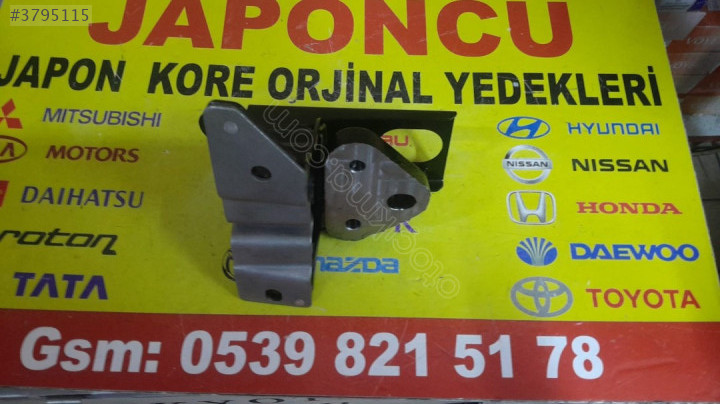 #3795115
JAPONCU
JAPON KORE ORJİNAL YEDEKLERİ
MITSUBISHI
HYUNDAI
MOTORS
NISSAN
NISSAN
DAIHATSU
HONDA
roton
mazda
DAEWOO
TATA
TOYOTA
Gsm: 0539 821 51 78